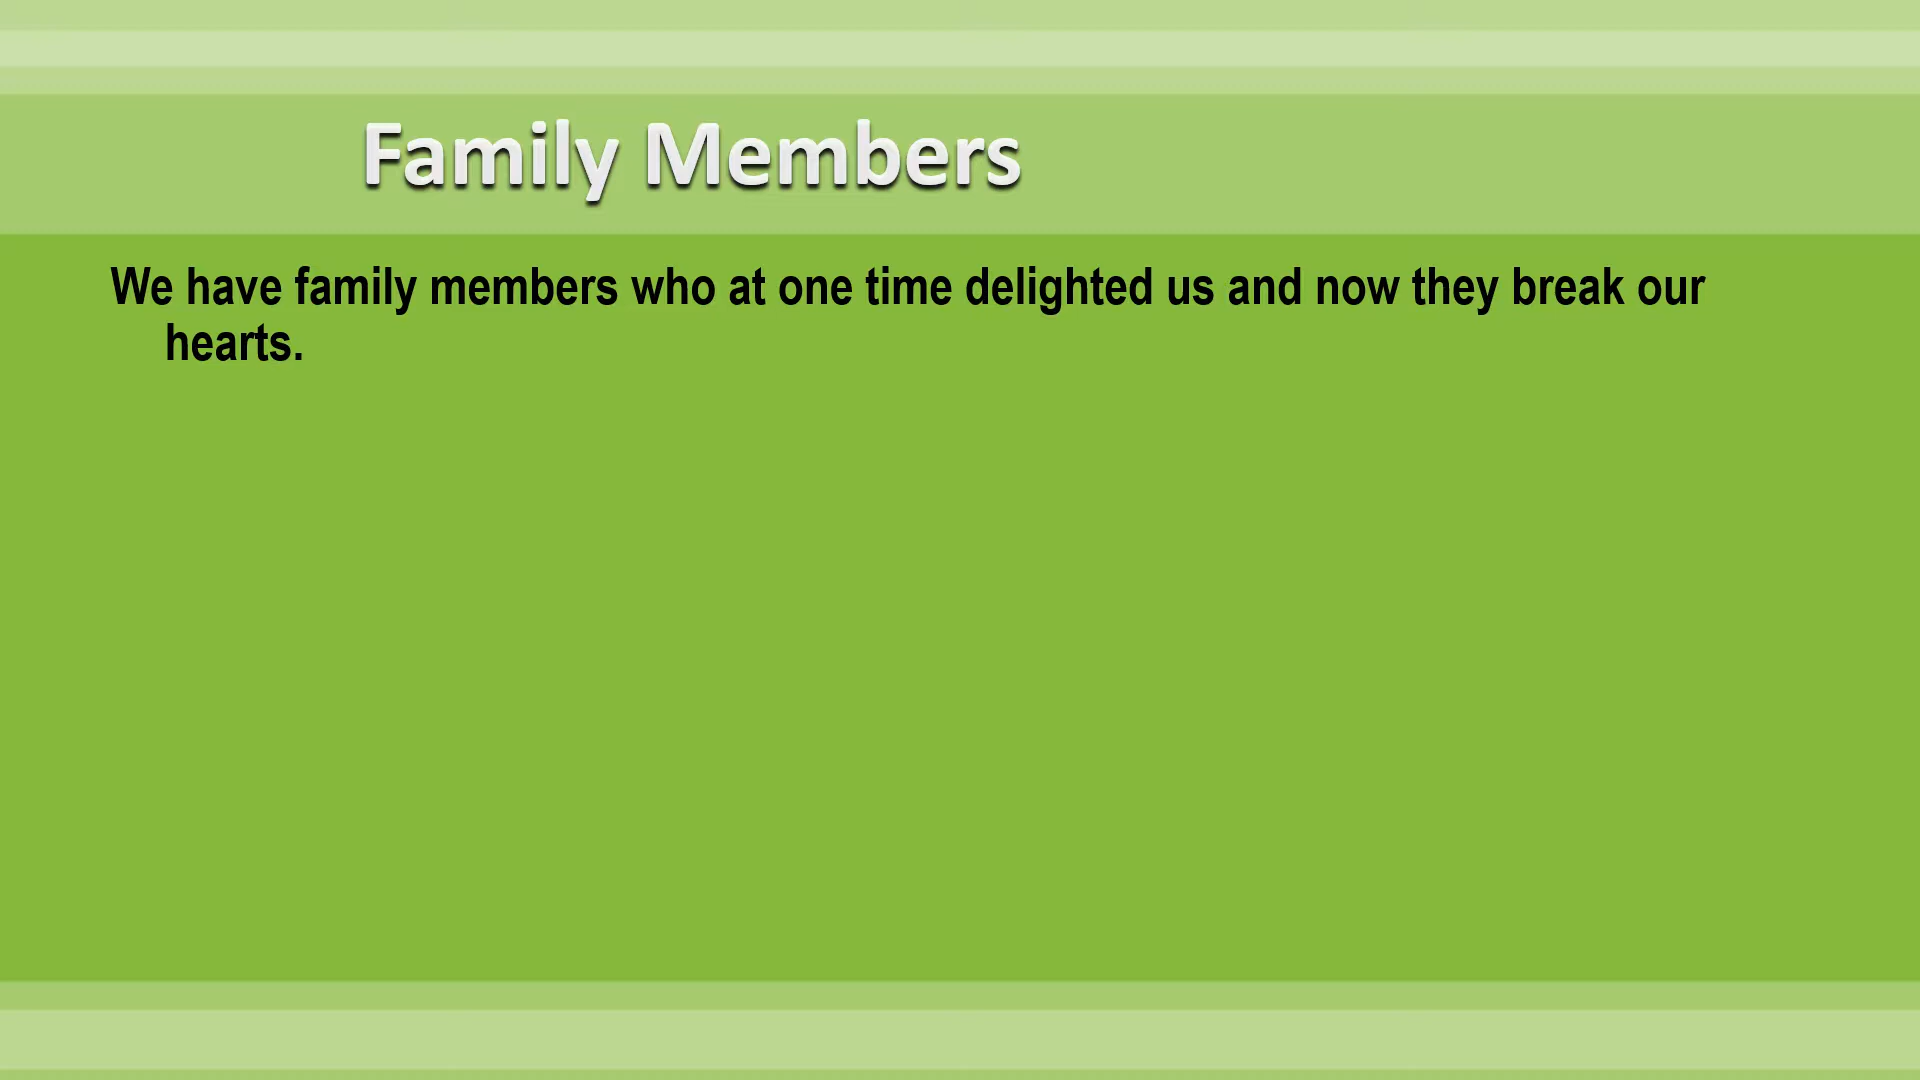 Family Members
We have family members who at one time delighted us and now they break our
hearts.